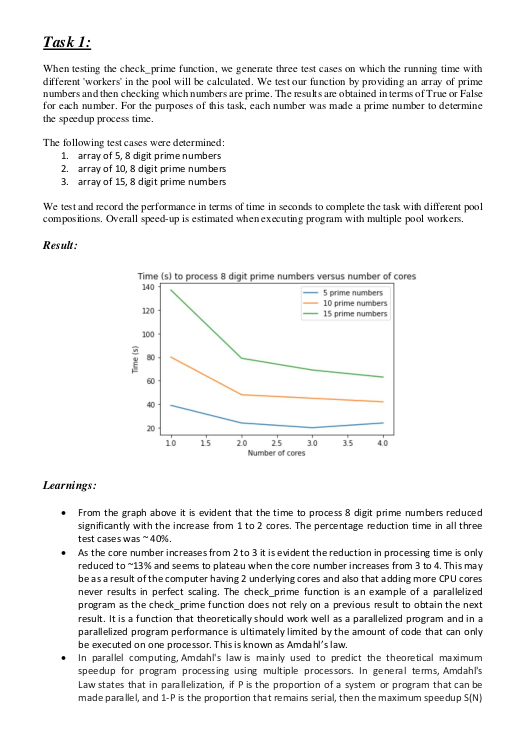 Task 1:
When testing the check_prime function, we generate three test cases on which the running time with
different 'workers' in the pool will be calculated. We test our function by providing an array of prime
numbers and then checking which numbers are prime. The results are obtained in terms of True or False
for each number. For the purposes of this task, each number was made a prime number to determine
the speedup process time.
The following test cases were determined:
1. array of 5, 8 digit prime numbers
2. array of 10, 8 digit prime numbers
3. array of 15, 8 digit prime numbers
We test and record the performance in terms of time in seconds to complete the task with different pool
compositions. Overall speed-up is estimated when executing program with multiple pool workers.
Result:
Time (s) to process 8 digit prime numbers versus number of cores
5 prime numbers
10 prime numbers
15 prime numbers
140
120
100
80
60
40
20
Time (s)
1.0 1.5 2.0 2.5 3.0 3.5 4.0
Number of cores
Learnings:
• From the graph above it is evident that the time to process 8 digit prime numbers reduced
significantly with the increase from 1 to 2 cores. The percentage reduction time in all three
test cases was ~ 40%.
• As the core number increases from 2 to 3 it is evident the reduction in processing time is only
reduced to ~13% and seems to plateau when the core number increases from 3 to 4. This may
be as a result of the computer having 2 underlying cores and also that adding more CPU cores
never results in perfect scaling. The check_prime function is an example of a parallelized
program as the check_prime function does not rely on a previous result to obtain the next
result. It is a function that theoretically should work well as a parallelized program and in a
parallelized program performance is ultimately limited by the amount of code that can only
be executed on one processor. This is known as Amdahl's law.
• In parallel computing, Amdahl's law is mainly used to predict the theoretical maximum
speedup for program processing using multiple processors. In general terms, Amdahl's
Law states that in parallelization, if P is the proportion of a system or program that can be
made parallel, and 1-P is the proportion that remains serial, then the maximum speedup S(N)